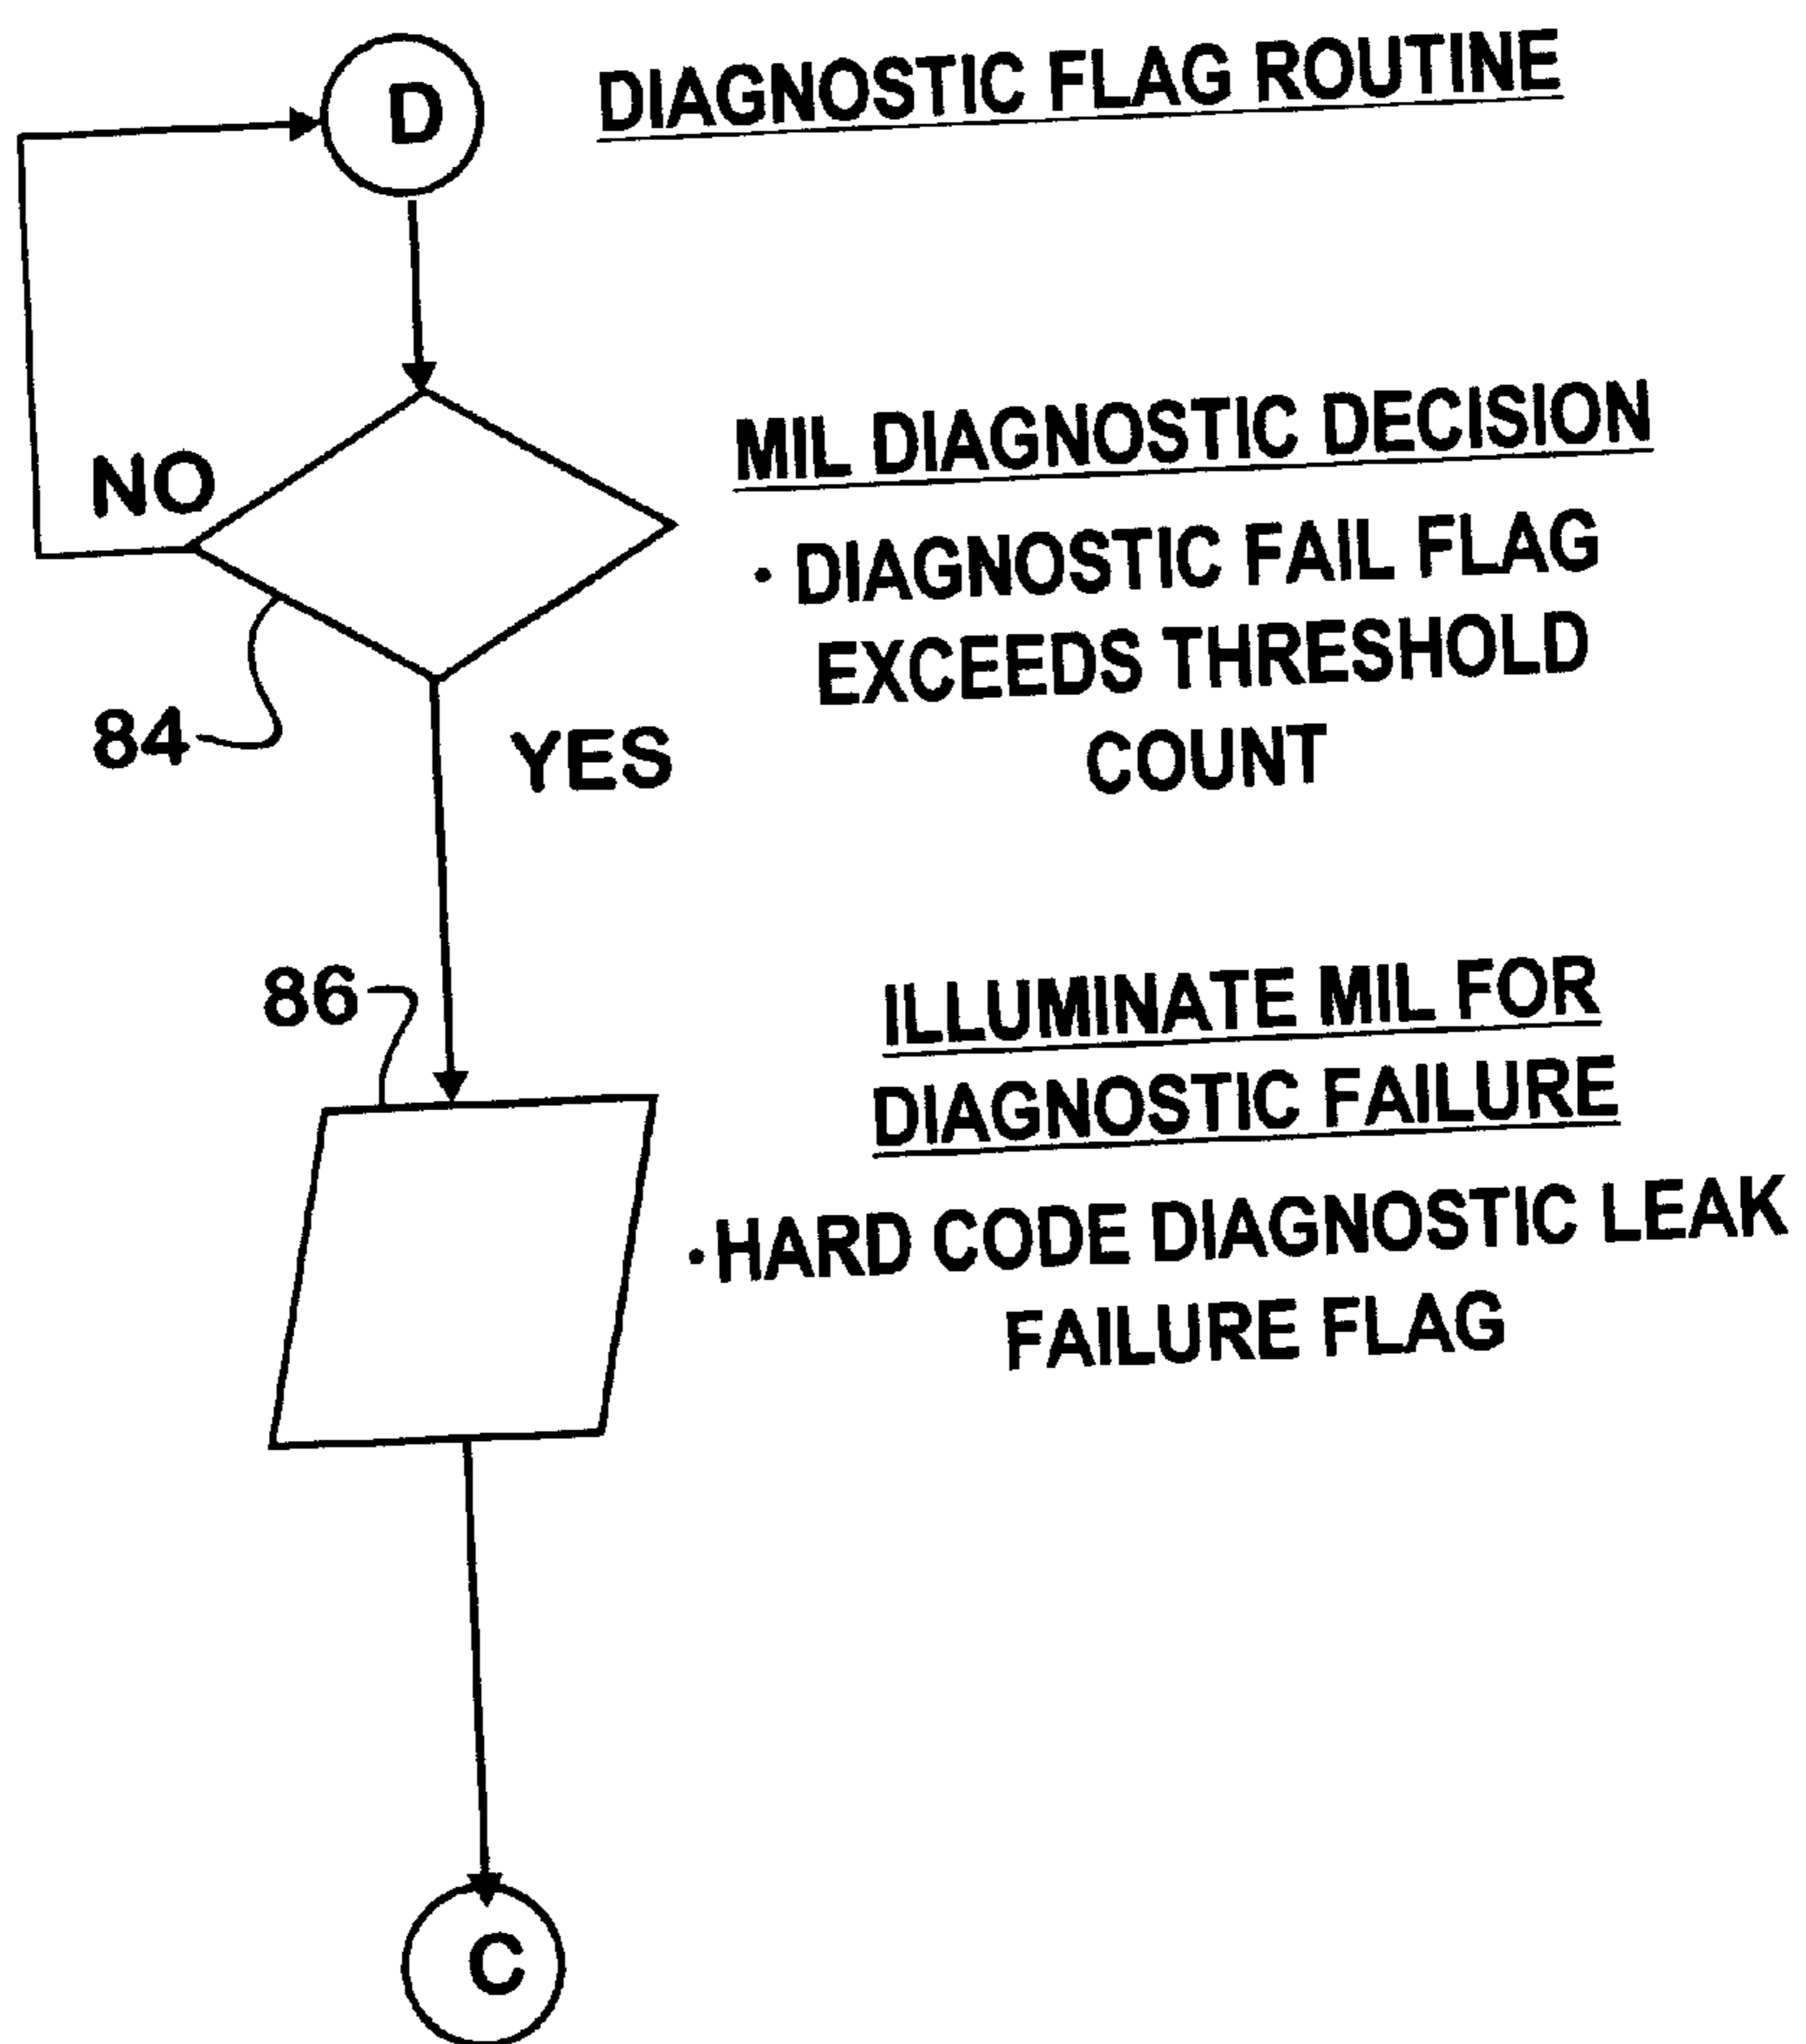 D
DIAGNOSTIC FLAG ROUTINE
NO
MIL DIAGNOSTIC DECISION
· DIAGNOSTIC FAIL FLAG
EXCEEDS THRESHOLD
COUNT
84
YES
86
ILLUMINATE MIL FOR
DIAGNOSTIC FAILURE
·HARD CODE DIAGNOSTIC LEAK
FAILURE FLAG
C